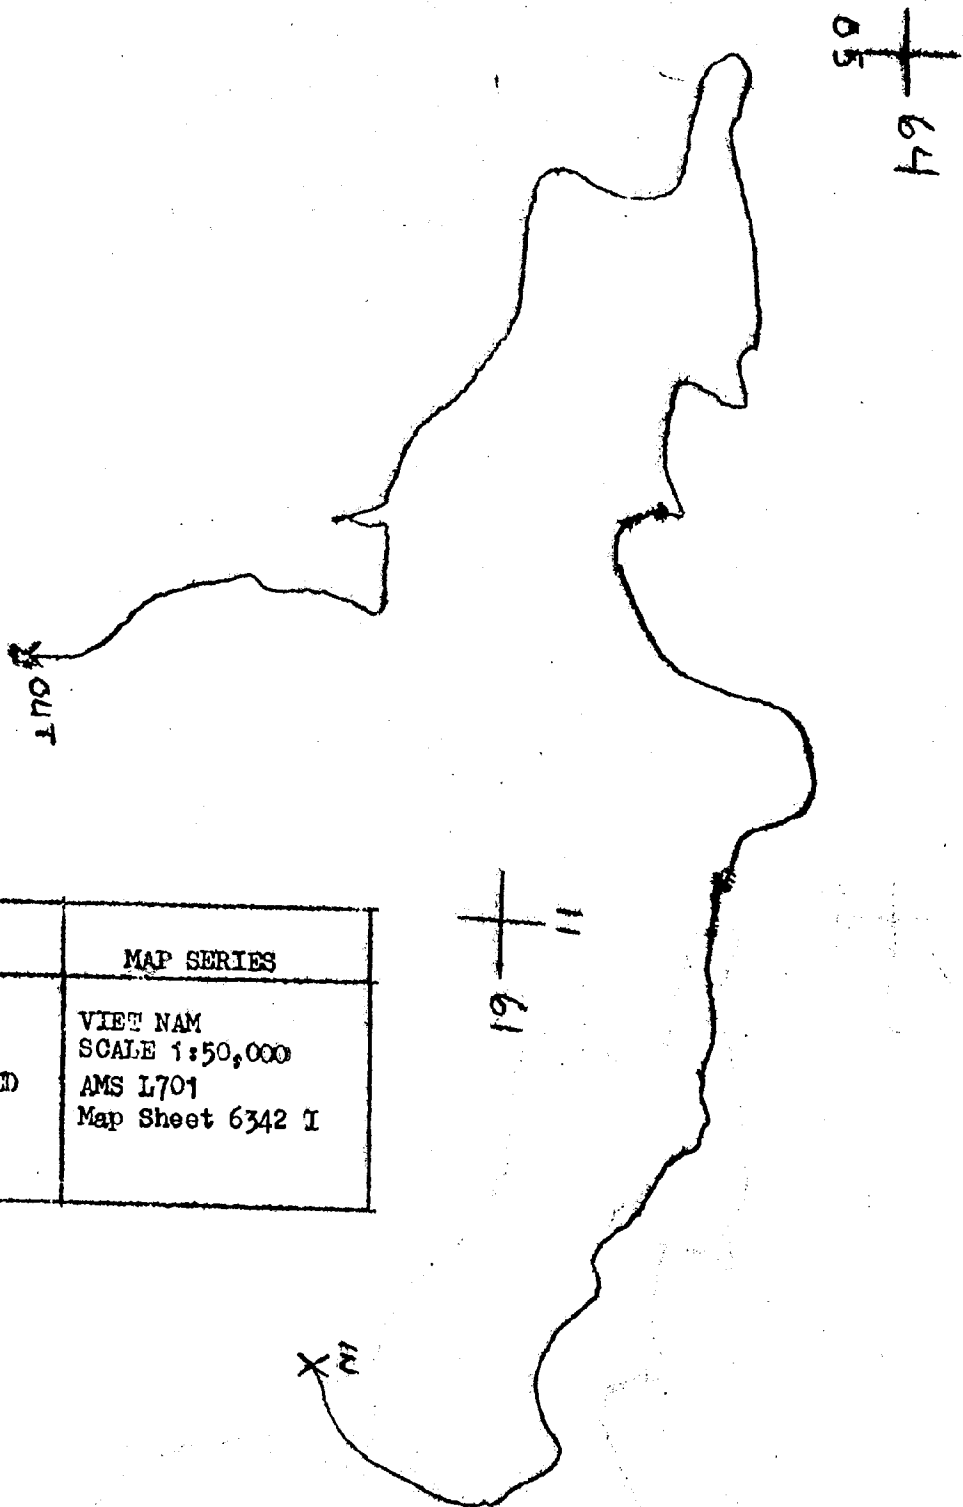 05
64
OUT
11
61
MAP SERIES
VIET NAM
SCALE 1:50,000
AMS L701
Map Sheet 6342 I
IN